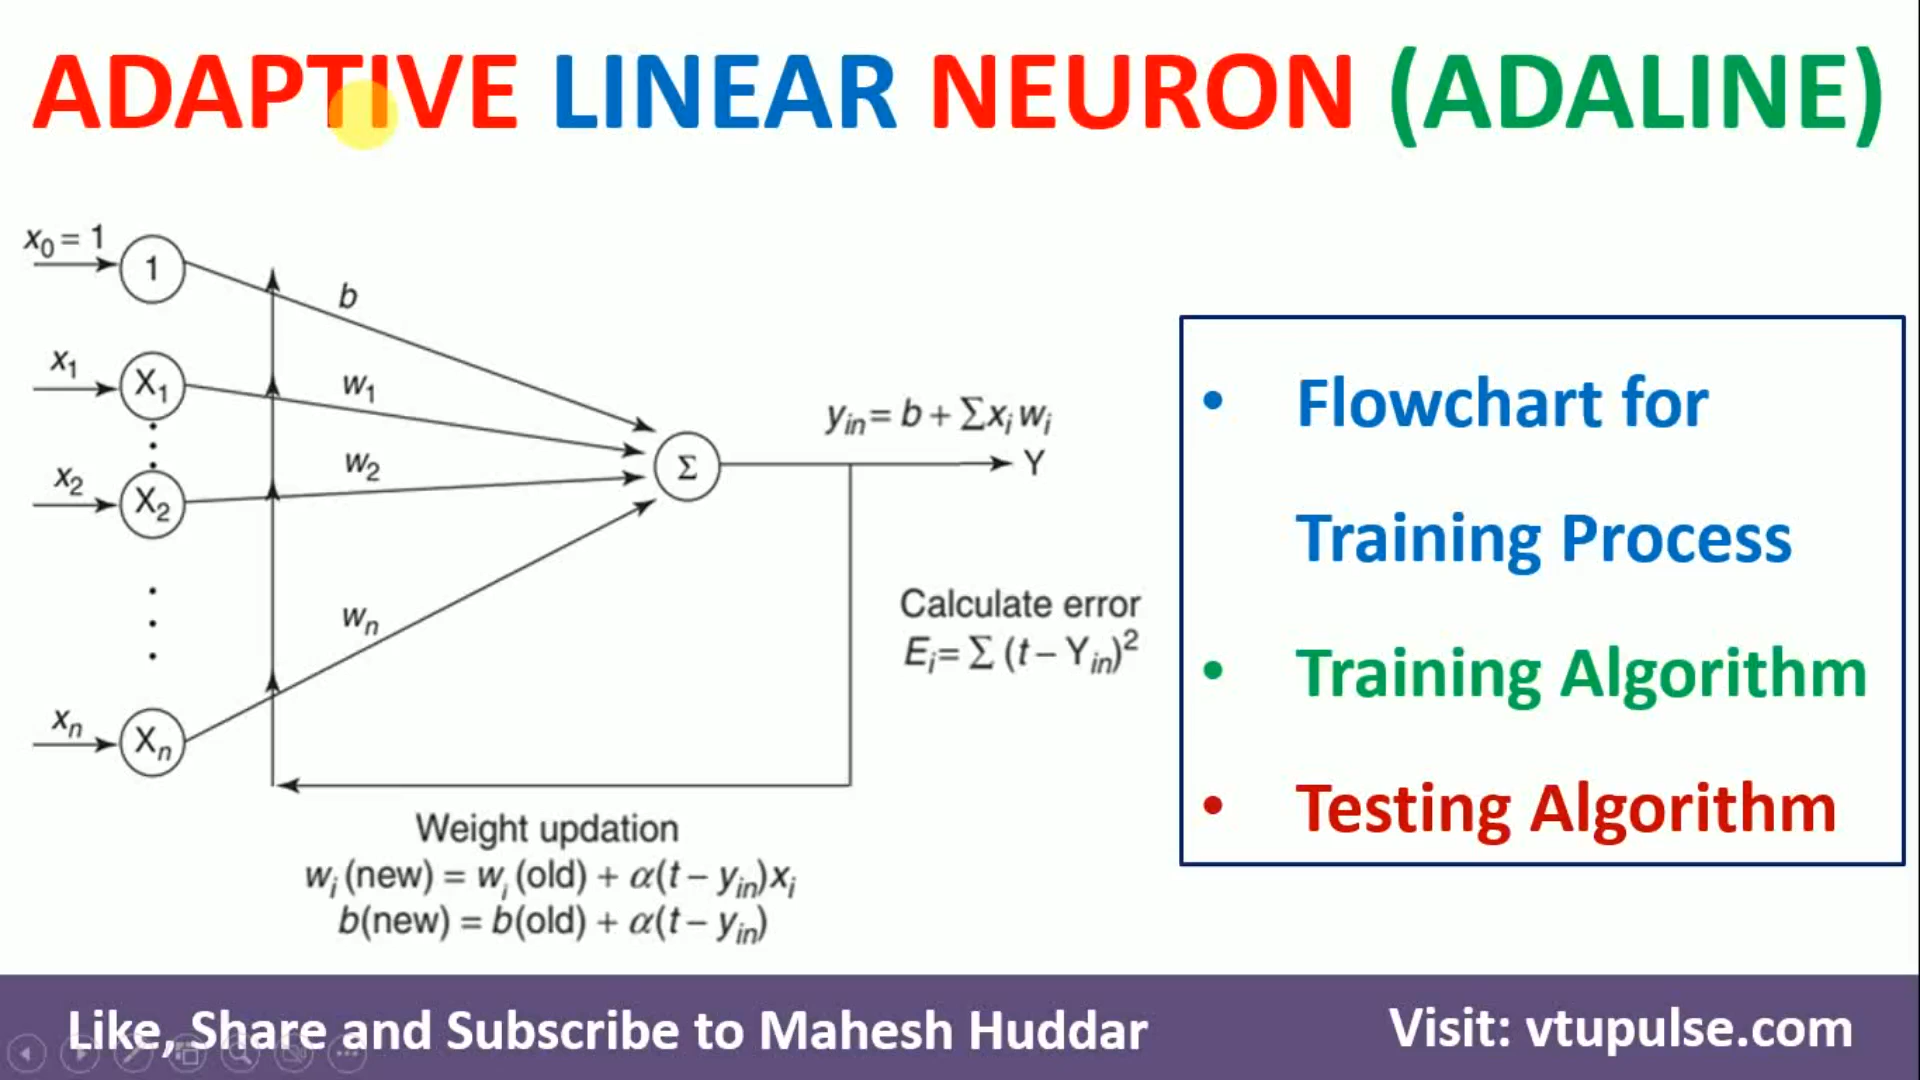 ADAPTIVE LINEAR NEURON (ADALINE)
x₀ = 1
1
b
x₁
X₁
w₁
x₂
X₂
w₂
yᵢₙ = b + Σxᵢ wᵢ
Σ
Y
wₙ
xₙ
Xₙ
Calculate error
Eᵢ= Σ (t – Yᵢₙ)²
Weight updation
wᵢ (new) = wᵢ (old) + α(t – yᵢₙ)xᵢ
b(new) = b(old) + α(t – yᵢₙ)
• Flowchart for
Training Process
• Training Algorithm
• Testing Algorithm
Like, Share and Subscribe to Mahesh Huddar
Visit: vtupulse.com